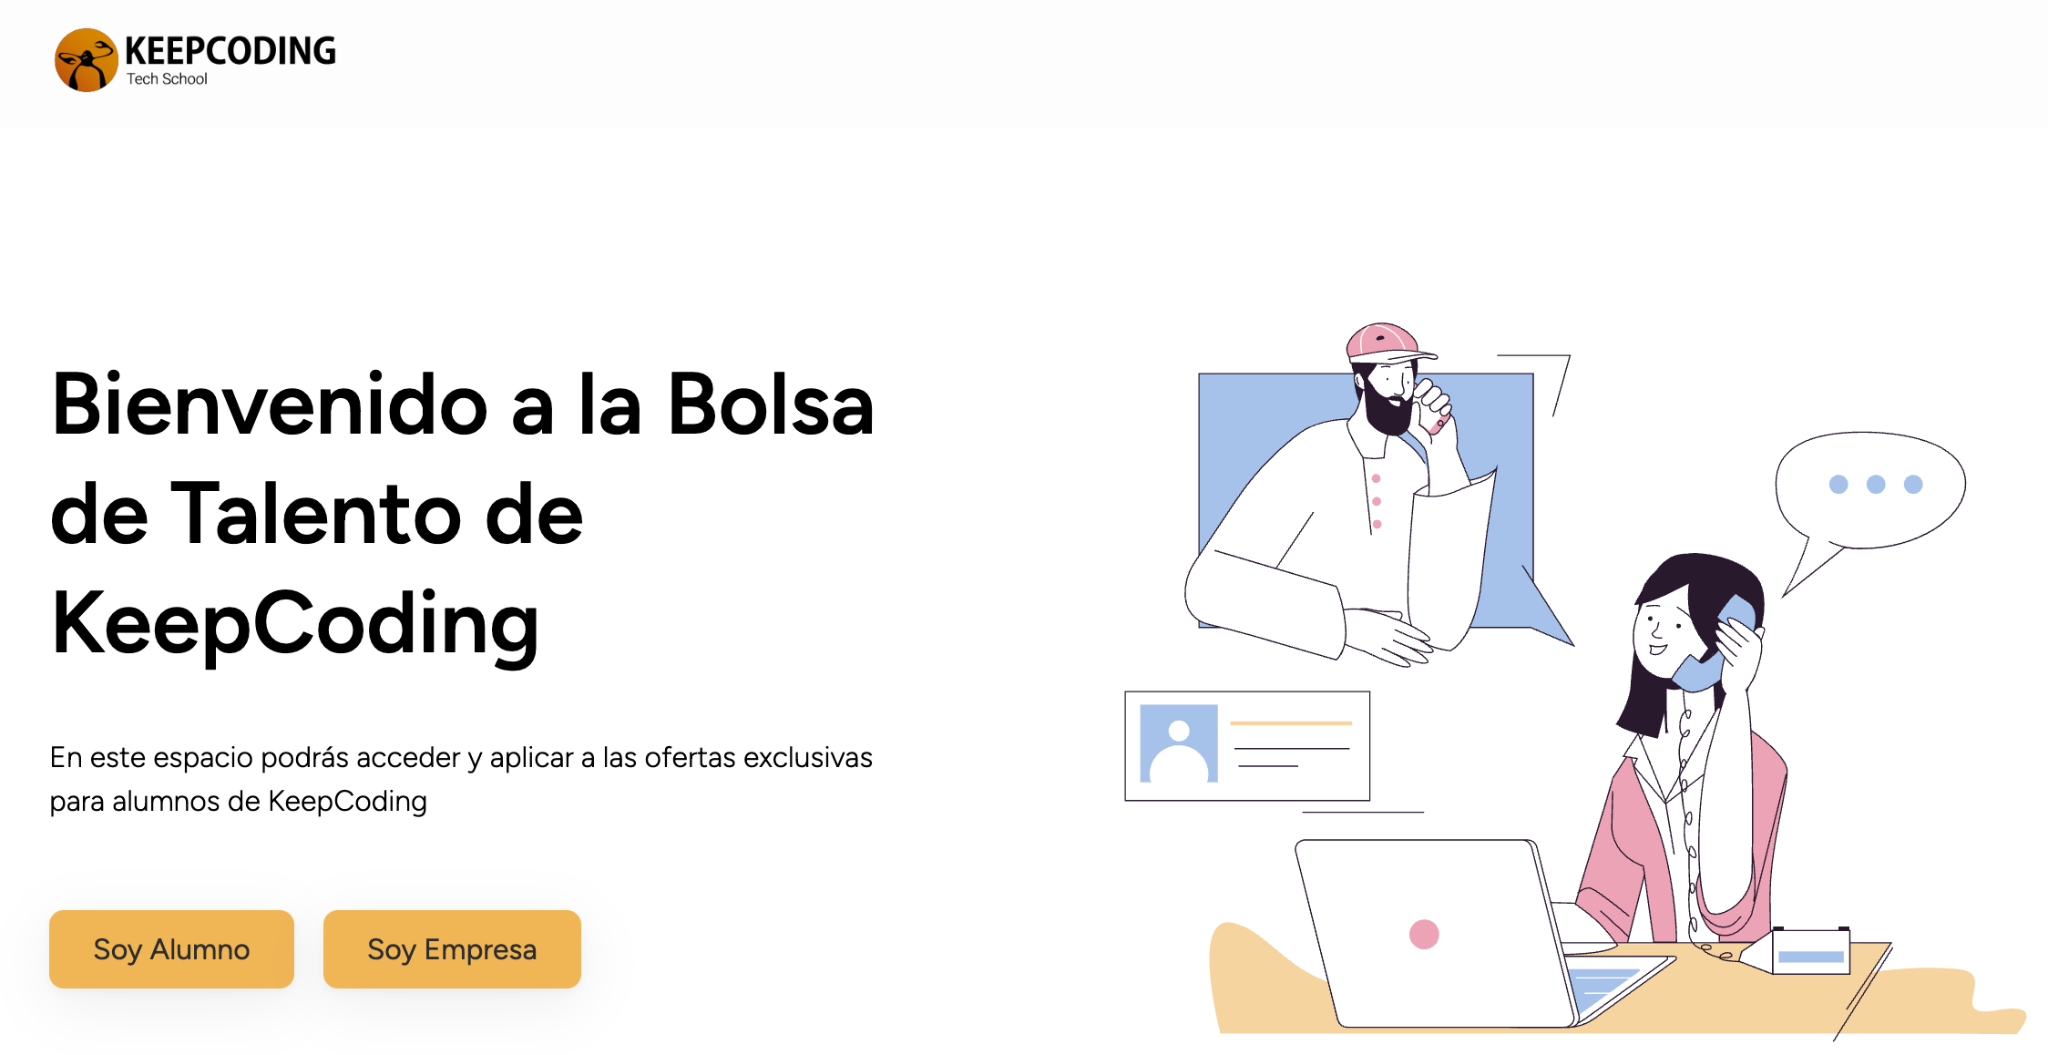 KEEPCODING
Tech School
Bienvenido a la Bolsa
de Talento de
KeepCoding
En este espacio podrás acceder y aplicar a las ofertas exclusivas
para alumnos de KeepCoding
Soy Alumno
Soy Empresa